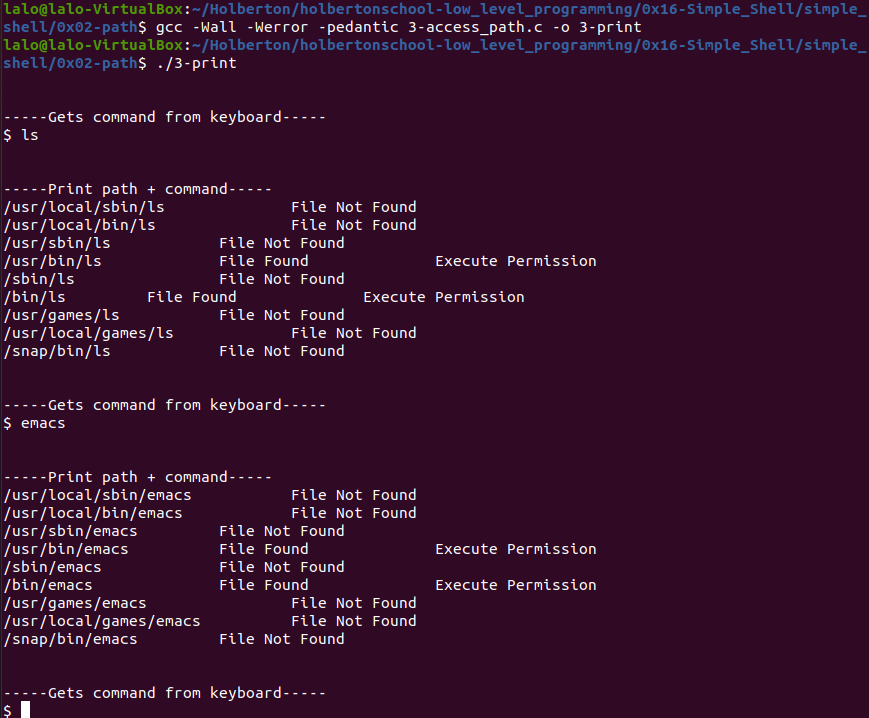 lalo@lalo-VirtualBox:~/Holberton/holbertonschool-low_level_programming/0x16-Simple_Shell/simple_
shell/0x02-path$ gcc -Wall -Werror -pedantic 3-access_path.c -o 3-print
lalo@lalo-VirtualBox:~/Holberton/holbertonschool-low_level_programming/0x16-Simple_Shell/simple_
shell/0x02-path$ ./3-print
-----Gets command from keyboard-----
$ ls
-----Print path + command-----
/usr/local/sbin/ls              File Not Found
/usr/local/bin/ls               File Not Found
/usr/sbin/ls            File Not Found
/usr/bin/ls             File Found              Execute Permission
/sbin/ls                File Not Found
/bin/ls         File Found              Execute Permission
/usr/games/ls           File Not Found
/usr/local/games/ls             File Not Found
/snap/bin/ls            File Not Found
-----Gets command from keyboard-----
$ emacs
-----Print path + command-----
/usr/local/sbin/emacs           File Not Found
/usr/local/bin/emacs            File Not Found
/usr/sbin/emacs         File Not Found
/usr/bin/emacs          File Found              Execute Permission
/sbin/emacs             File Not Found
/bin/emacs              File Found              Execute Permission
/usr/games/emacs                File Not Found
/usr/local/games/emacs          File Not Found
/snap/bin/emacs         File Not Found
-----Gets command from keyboard-----
$